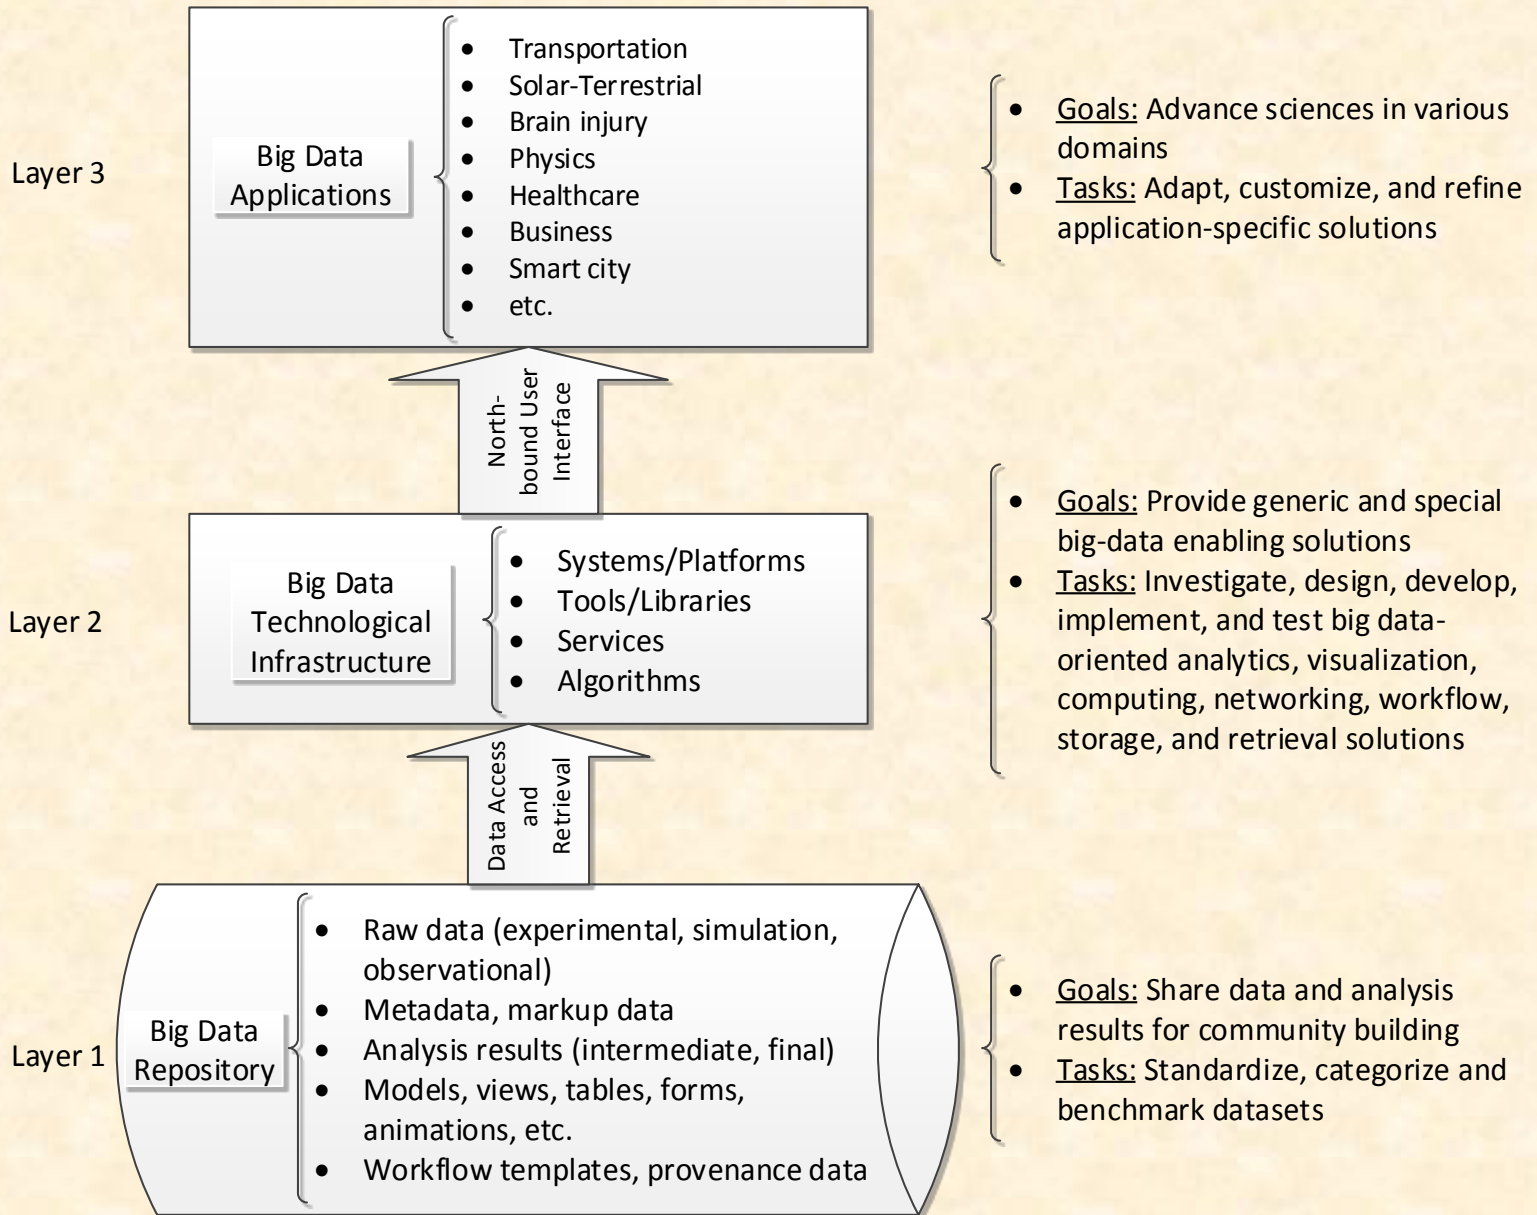 Layer 3
Big Data
Applications
• Transportation
• Solar-Terrestrial
• Brain injury
• Physics
• Healthcare
• Business
• Smart city
• etc.
• Goals: Advance sciences in various
domains
• Tasks: Adapt, customize, and refine
application-specific solutions
North-
bound User
Interface
Layer 2
Big Data
Technological
Infrastructure
• Systems/Platforms
• Tools/Libraries
• Services
• Algorithms
• Goals: Provide generic and special
big-data enabling solutions
• Tasks: Investigate, design, develop,
implement, and test big data-
oriented analytics, visualization,
computing, networking, workflow,
storage, and retrieval solutions
Data Access
and
Retrieval
Layer 1
Big Data
Repository
• Raw data (experimental, simulation,
observational)
• Metadata, markup data
• Analysis results (intermediate, final)
• Models, views, tables, forms,
animations, etc.
• Workflow templates, provenance data
• Goals: Share data and analysis
results for community building
• Tasks: Standardize, categorize and
benchmark datasets